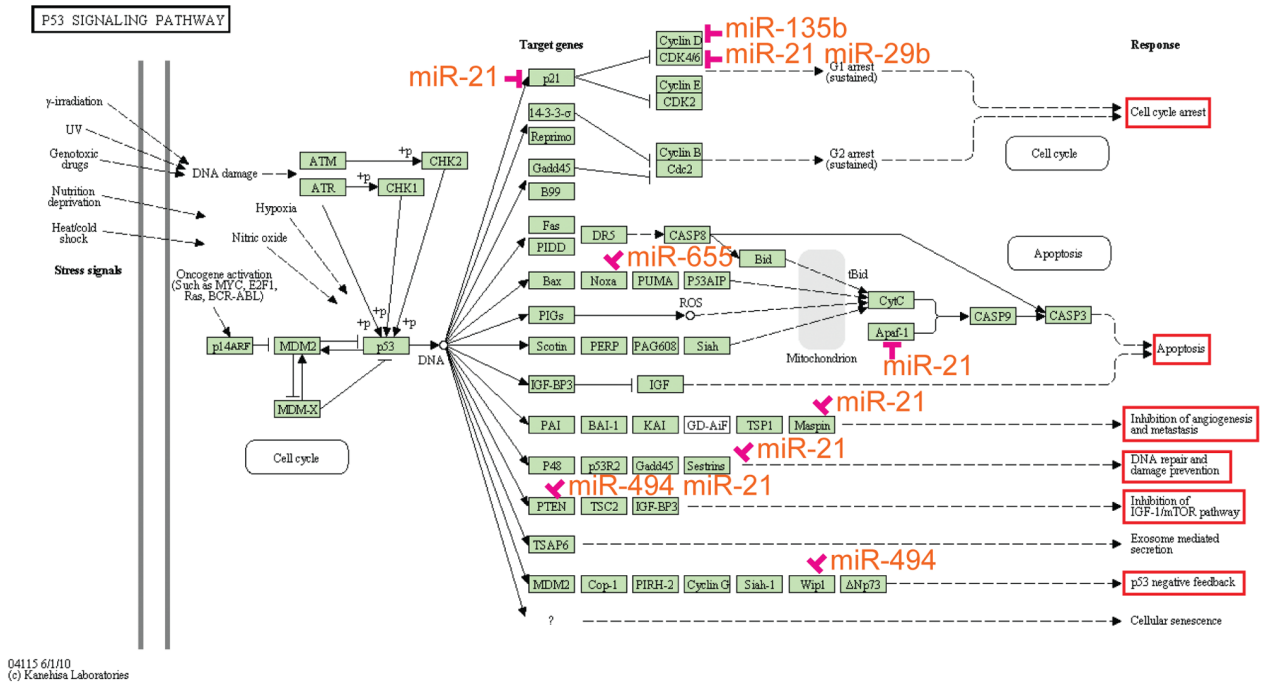 P53 SIGNALING PATHWAY
Target genes
Response
miR-135b
miR-21 miR-29b
miR-21
Cyclin D
CDK4/6
p21
Cyclin E
CDK2
G1 arrest
(sustained)
Cell cycle arrest
γ-irradiation
UV
Genotoxic
drugs
Nutrition
deprivation
Heat/cold
shock
Stress signals
DNA damage
ATM
+p
CHK2
ATR
+p
CHK1
Hypoxia
Nitric oxide
14-3-3-σ
Reprimo
Gadd45
B99
Cyclin B
Cdc2
G2 arrest
(sustained)
Cell cycle
Fas
PIDD
DR5
CASP8
Bid
tBid
Apoptosis
miR-655
Bax
Noxa
PUMA
P53AIP
CytC
PIGs
ROS
CASP9
CASP3
Oncogene activation
(Such as MYC, E2F1,
Ras, BCR-ABL)
p14ARF
MDM2
+p
+p
+p
p53
DNA
MDM-X
Cell cycle
Scotin
PERP
PAG608
Siah
Mitochondrion
Apaf-1
miR-21
Apoptosis
IGF-BP3
IGF
miR-21
PAI
BAI-1
KAI
GD-AiF
TSP1
Maspin
Inhibition of angiogenesis
and metastasis
miR-21
P48
p53R2
Gadd45
Sestrins
DNA repair and
damage prevention
miR-494 miR-21
PTEN
TSC2
IGF-BP3
Inhibition of
IGF-1/mTOR pathway
TSAP6
Exosome mediated
secretion
miR-494
MDM2
Cop-1
PIRH-2
Cyclin G
Siah-1
Wip1
ΔNp73
p53 negative feedback
?
Cellular senescence
04115 6/1/10
(c) Kanehisa Laboratories